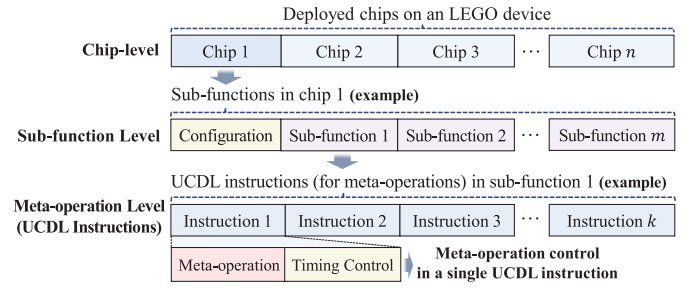 Deployed chips on an LEGO device
Chip-level
Chip 1 Chip 2 Chip 3 ... Chip n
Sub-functions in chip 1 (example)
Sub-function Level
Configuration Sub-function 1 Sub-function 2 ... Sub-function m
UCDL instructions (for meta-operations) in sub-function 1 (example)
Meta-operation Level
(UCDL Instructions)
Instruction 1 Instruction 2 Instruction 3 ... Instruction k
Meta-operation Timing Control
Meta-operation control
in a single UCDL instruction